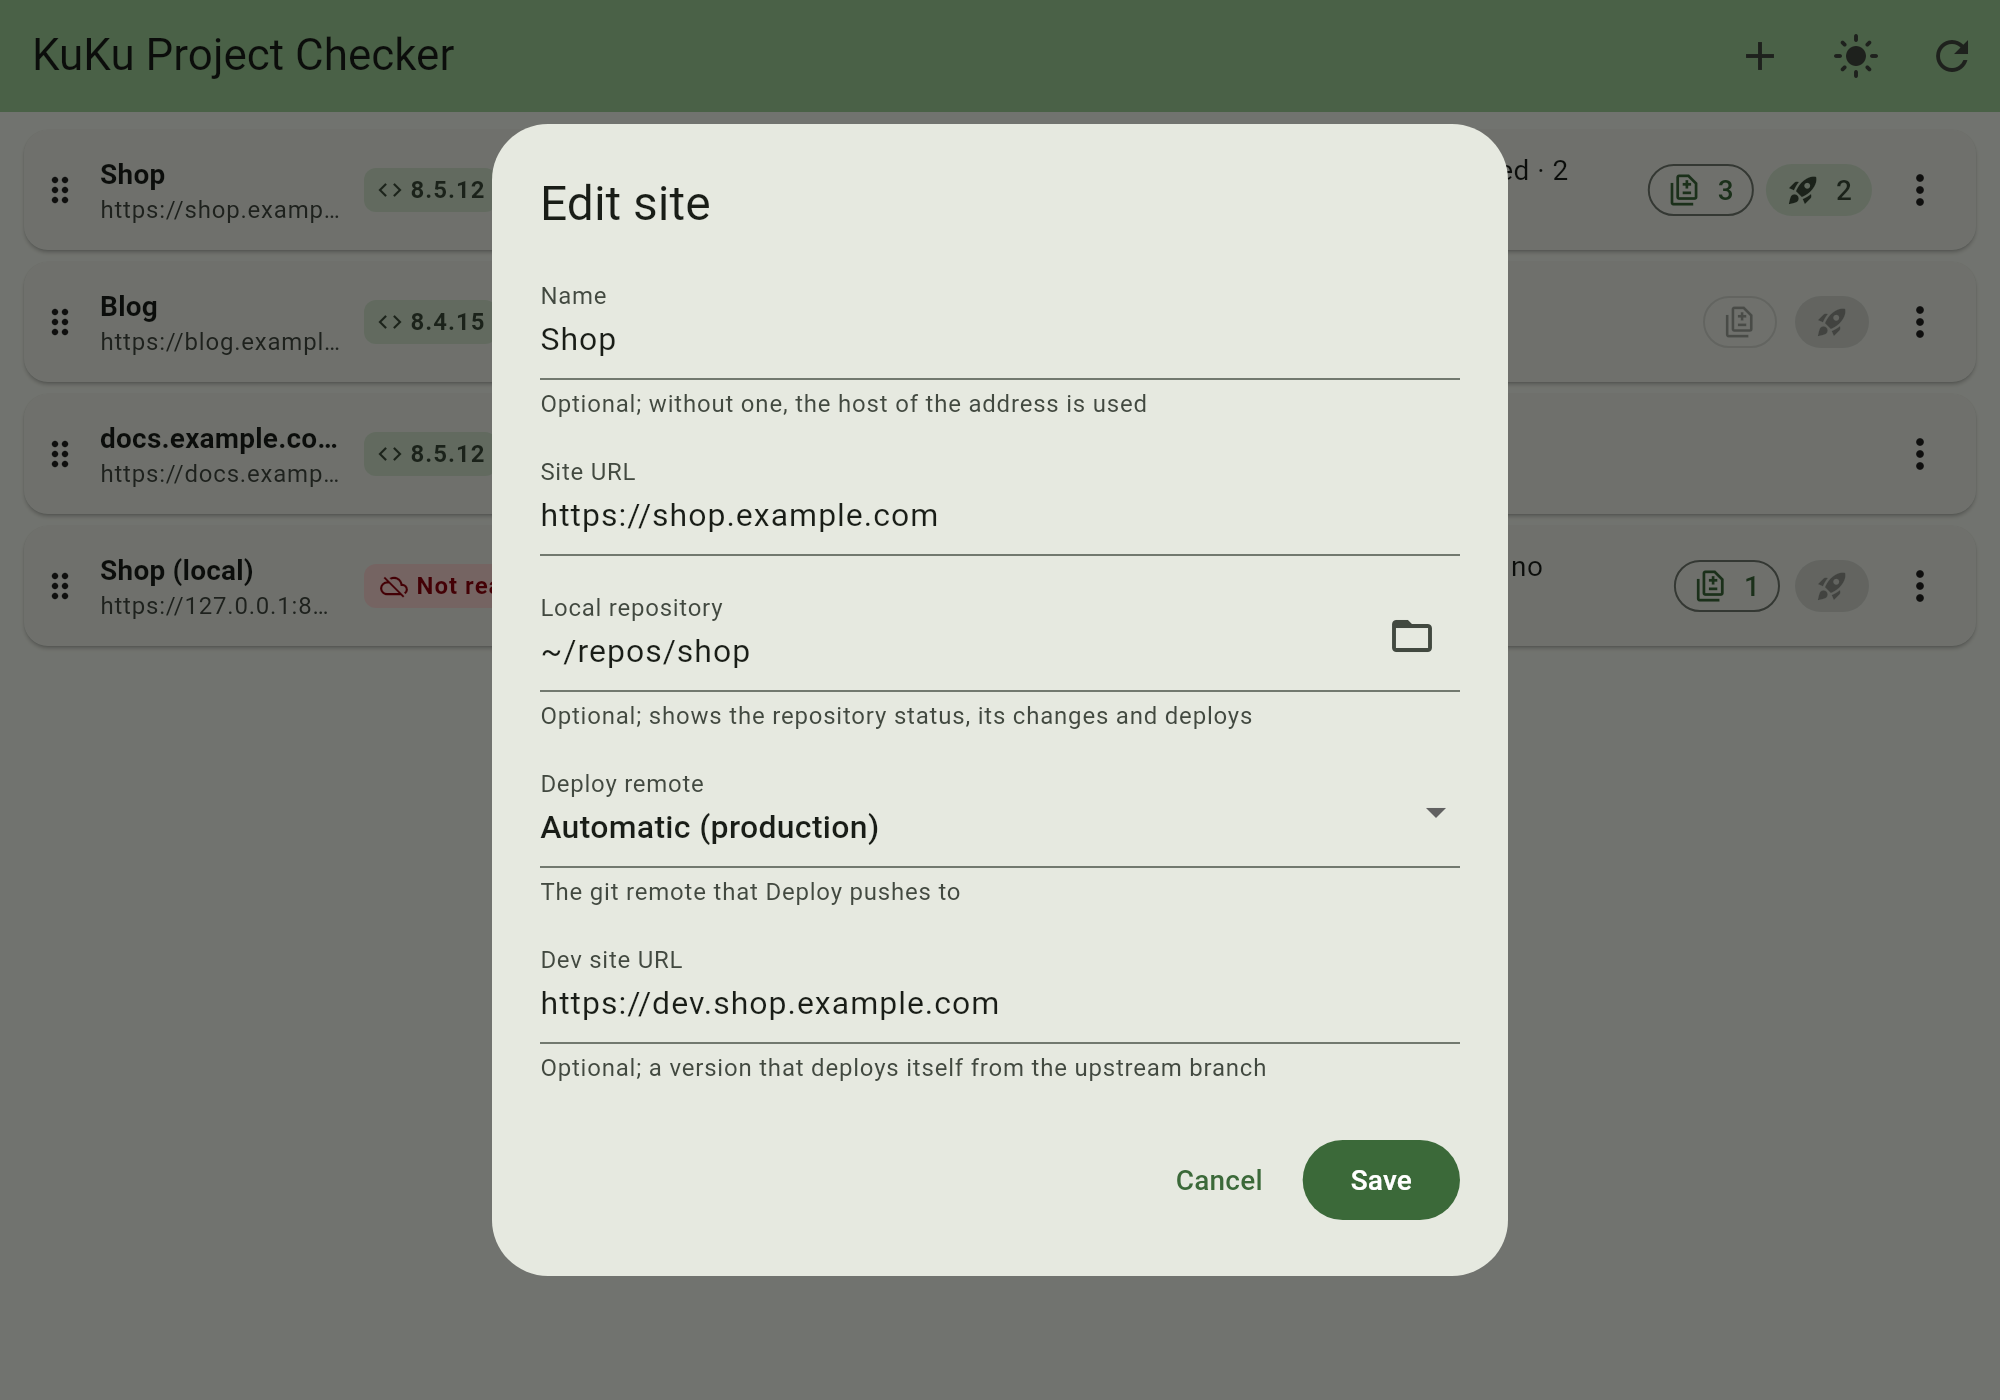 KuKu Project Checker
Shop
https://shop.examp…
8.5.12
ed · 2
3
2
Blog
https://blog.exampl…
8.4.15
docs.example.co…
https://docs.examp…
8.5.12
Shop (local)
https://127.0.0.1:8…
Not rea
no
1
Edit site
Name
Shop
Optional; without one, the host of the address is used
Site URL
https://shop.example.com
Local repository
~/repos/shop
Optional; shows the repository status, its changes and deploys
Deploy remote
Automatic (production)
The git remote that Deploy pushes to
Dev site URL
https://dev.shop.example.com
Optional; a version that deploys itself from the upstream branch
Cancel
Save